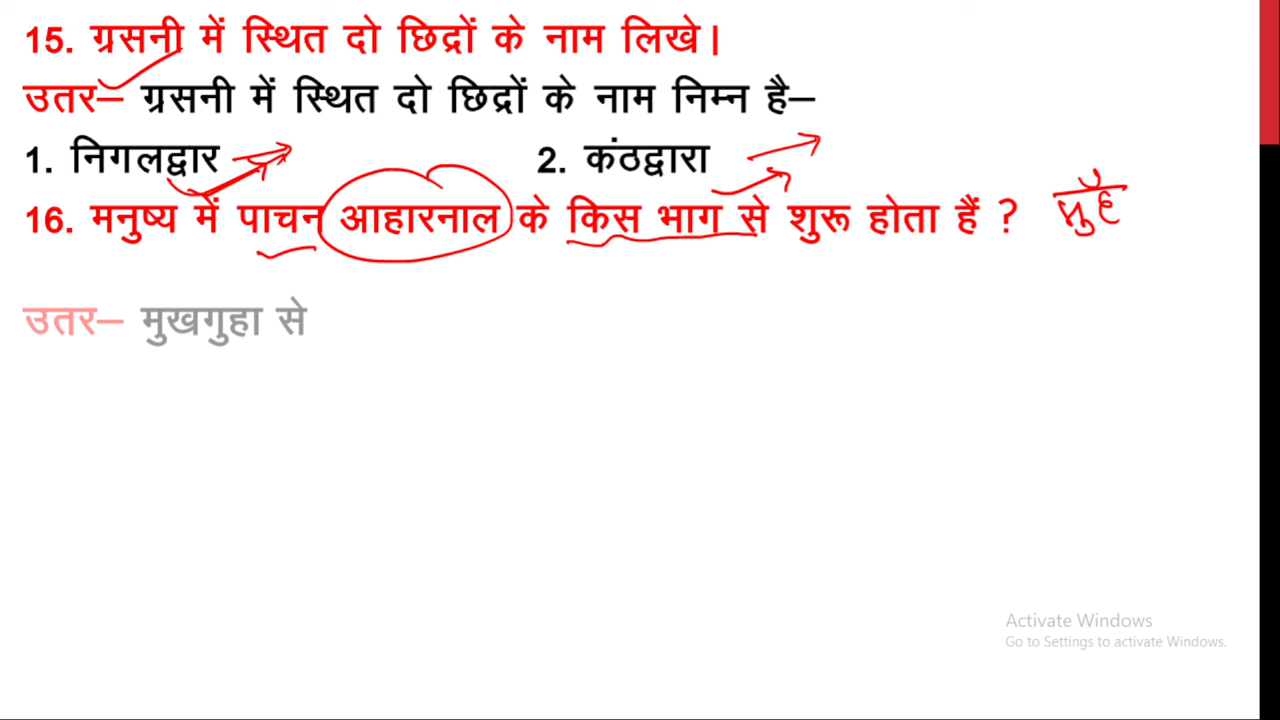 15. ग्रसनी में स्थित दो छिद्रों के नाम लिखे।
उतर– ग्रसनी में स्थित दो छिद्रों के नाम निम्न है–
1. निगलद्वार 2. कंठद्वारा
16. मनुष्य में पाचन आहारनाल के किस भाग से शुरू होता हैं ? मुहँ
उतर– मुखगुहा से
Activate Windows
Go to Settings to activate Windows.